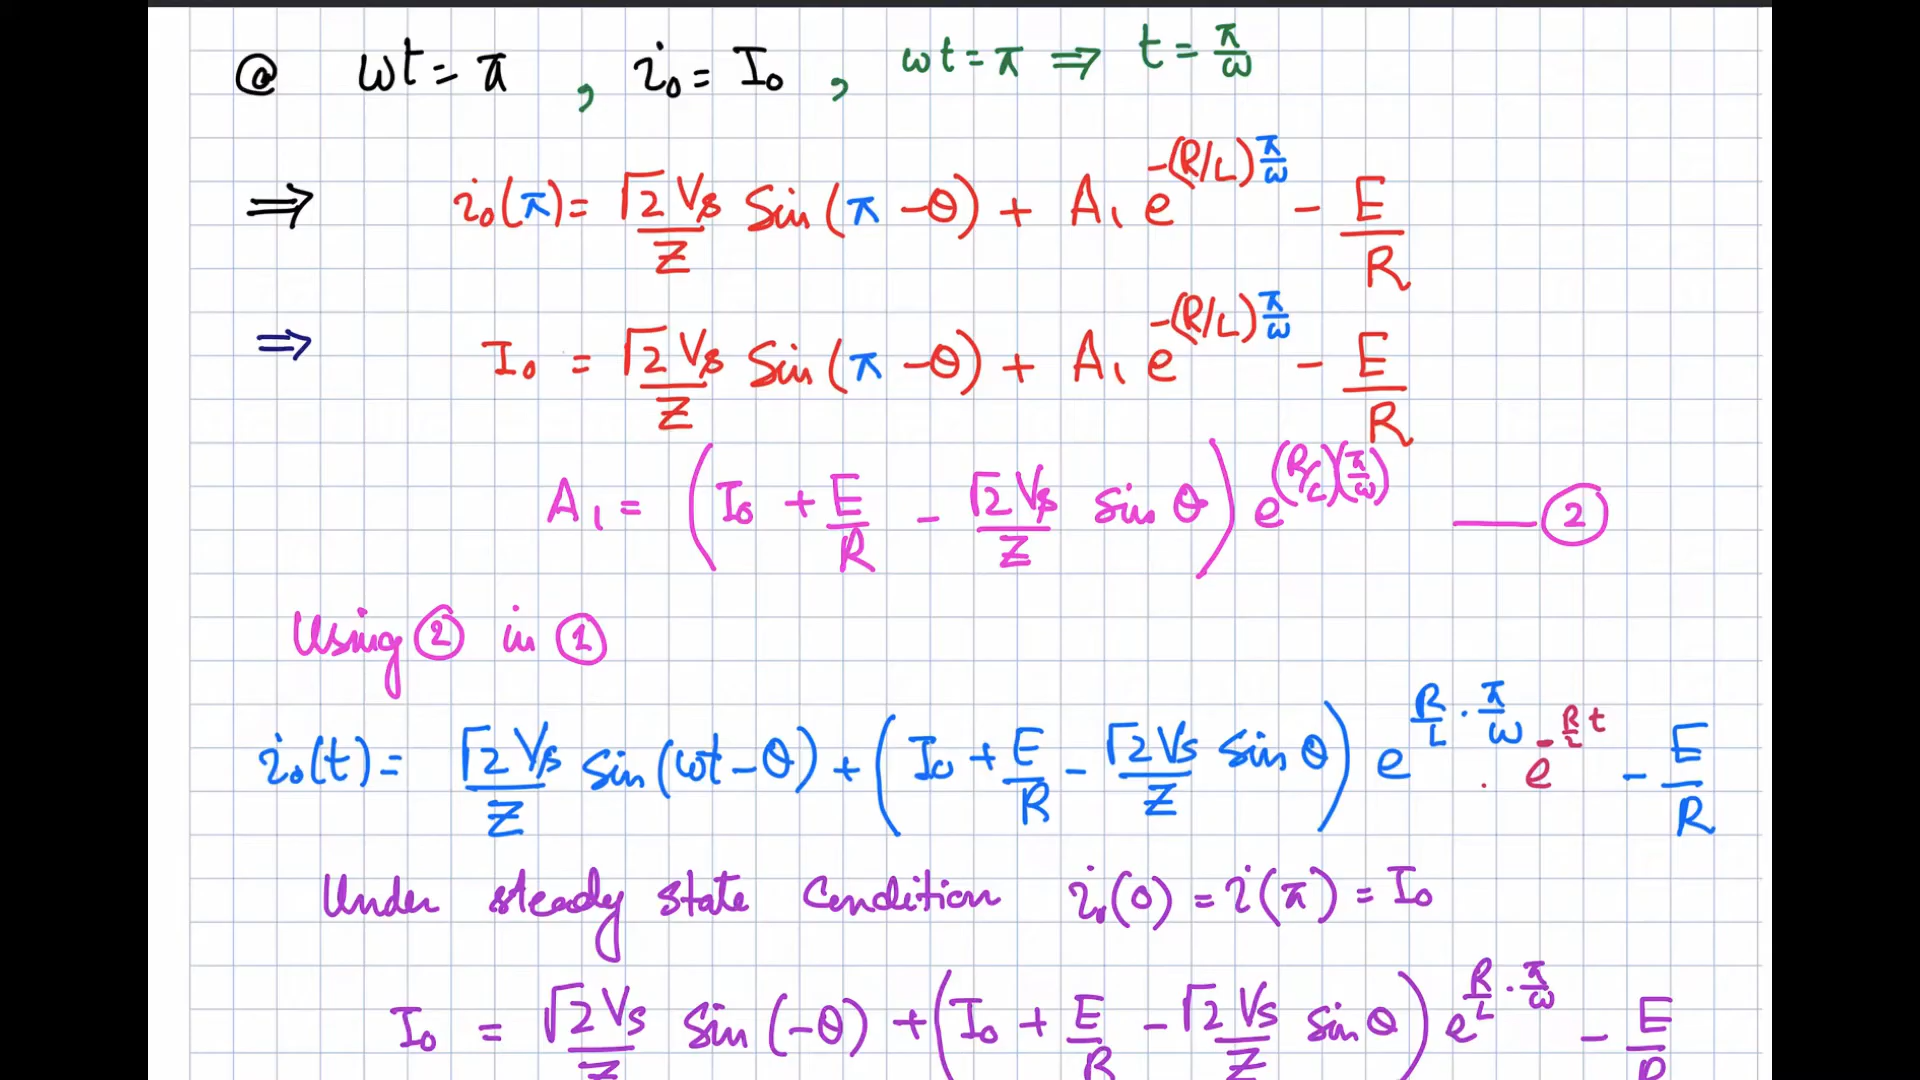 @ ωt = π , i₀ = I₀ , ωt = π ⇒ t = π/ω
⇒ i₀(π) = √2 Vs/Z Sin(π − θ) + A₁ e^(−(R/L) π/ω) − E/R
⇒ I₀ = √2 Vs/Z Sin(π − θ) + A₁ e^(−(R/L) π/ω) − E/R
A₁ = (I₀ + E/R − √2 Vs/Z sin θ) e^((R/L)(π/ω)) —— ②
Using ② in ①
i₀(t) = √2 Vs/Z sin(ωt − θ) + (I₀ + E/R − √2 Vs/Z sin θ) e^(R/L · π/ω) . e^(−R/L t) − E/R
Under steady state Condition i₀(0) = i(π) = I₀
I₀ = √2 Vs/Z sin(−θ) + (I₀ + E/R − √2 Vs/Z sin θ) e^(R/L · π/ω) − E/R